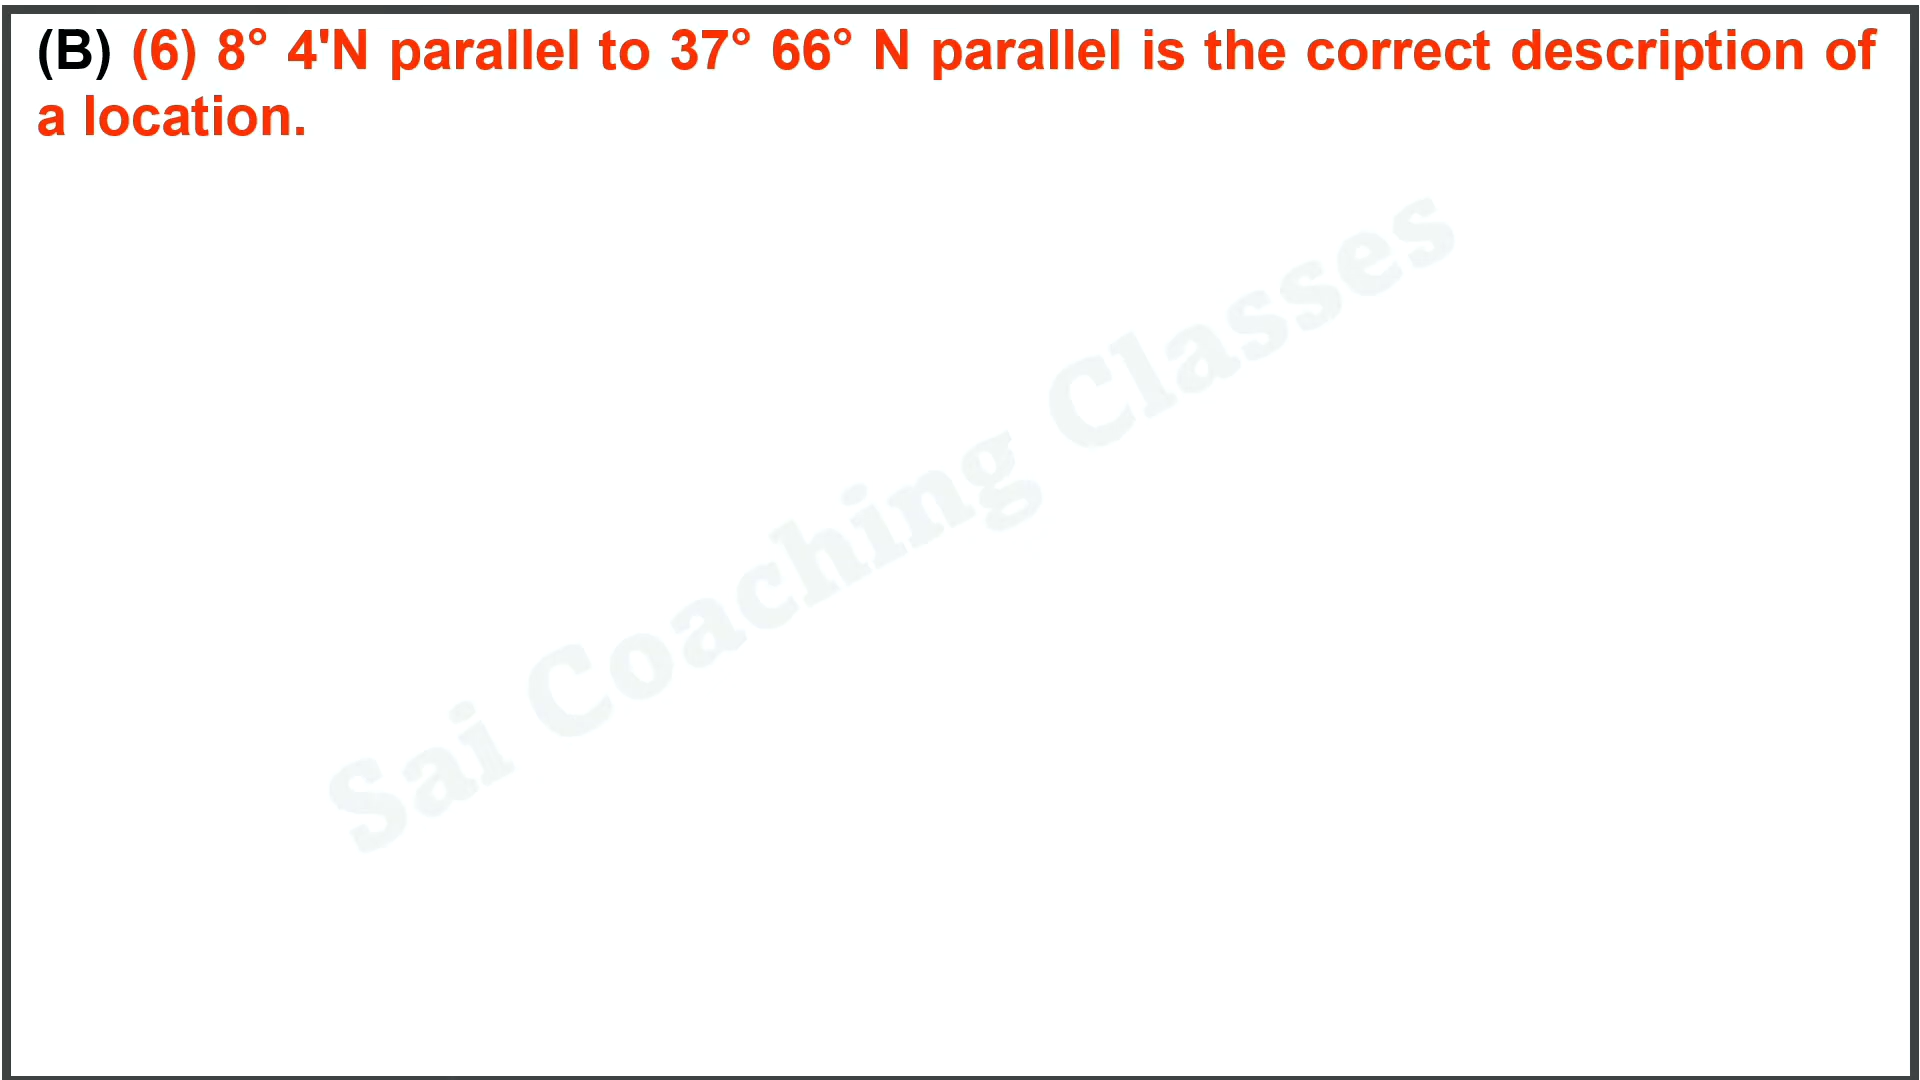 (B) (6) 8° 4'N parallel to 37° 66° N parallel is the correct description of
a location.
Sai Coaching Classes